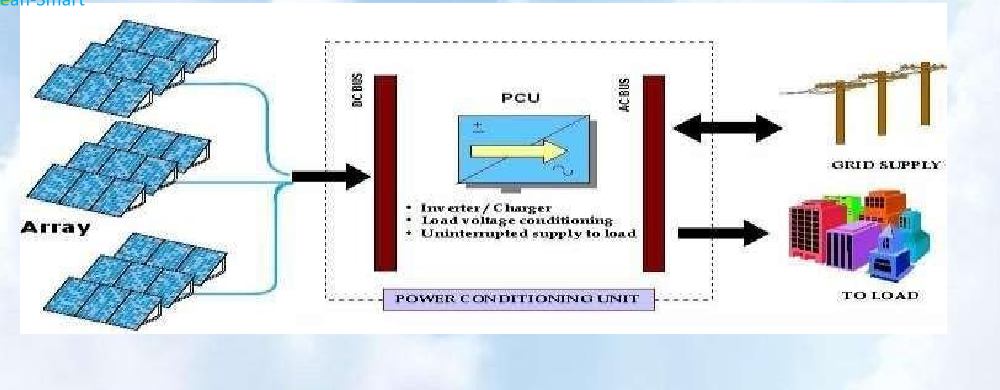 DC BUS
PCU
AC BUS
±
Array
• Inverter / Charger
• Load voltage conditioning
• Uninterrupted supply to load
GRID SUPPLY
TO LOAD
POWER CONDITIONING UNIT